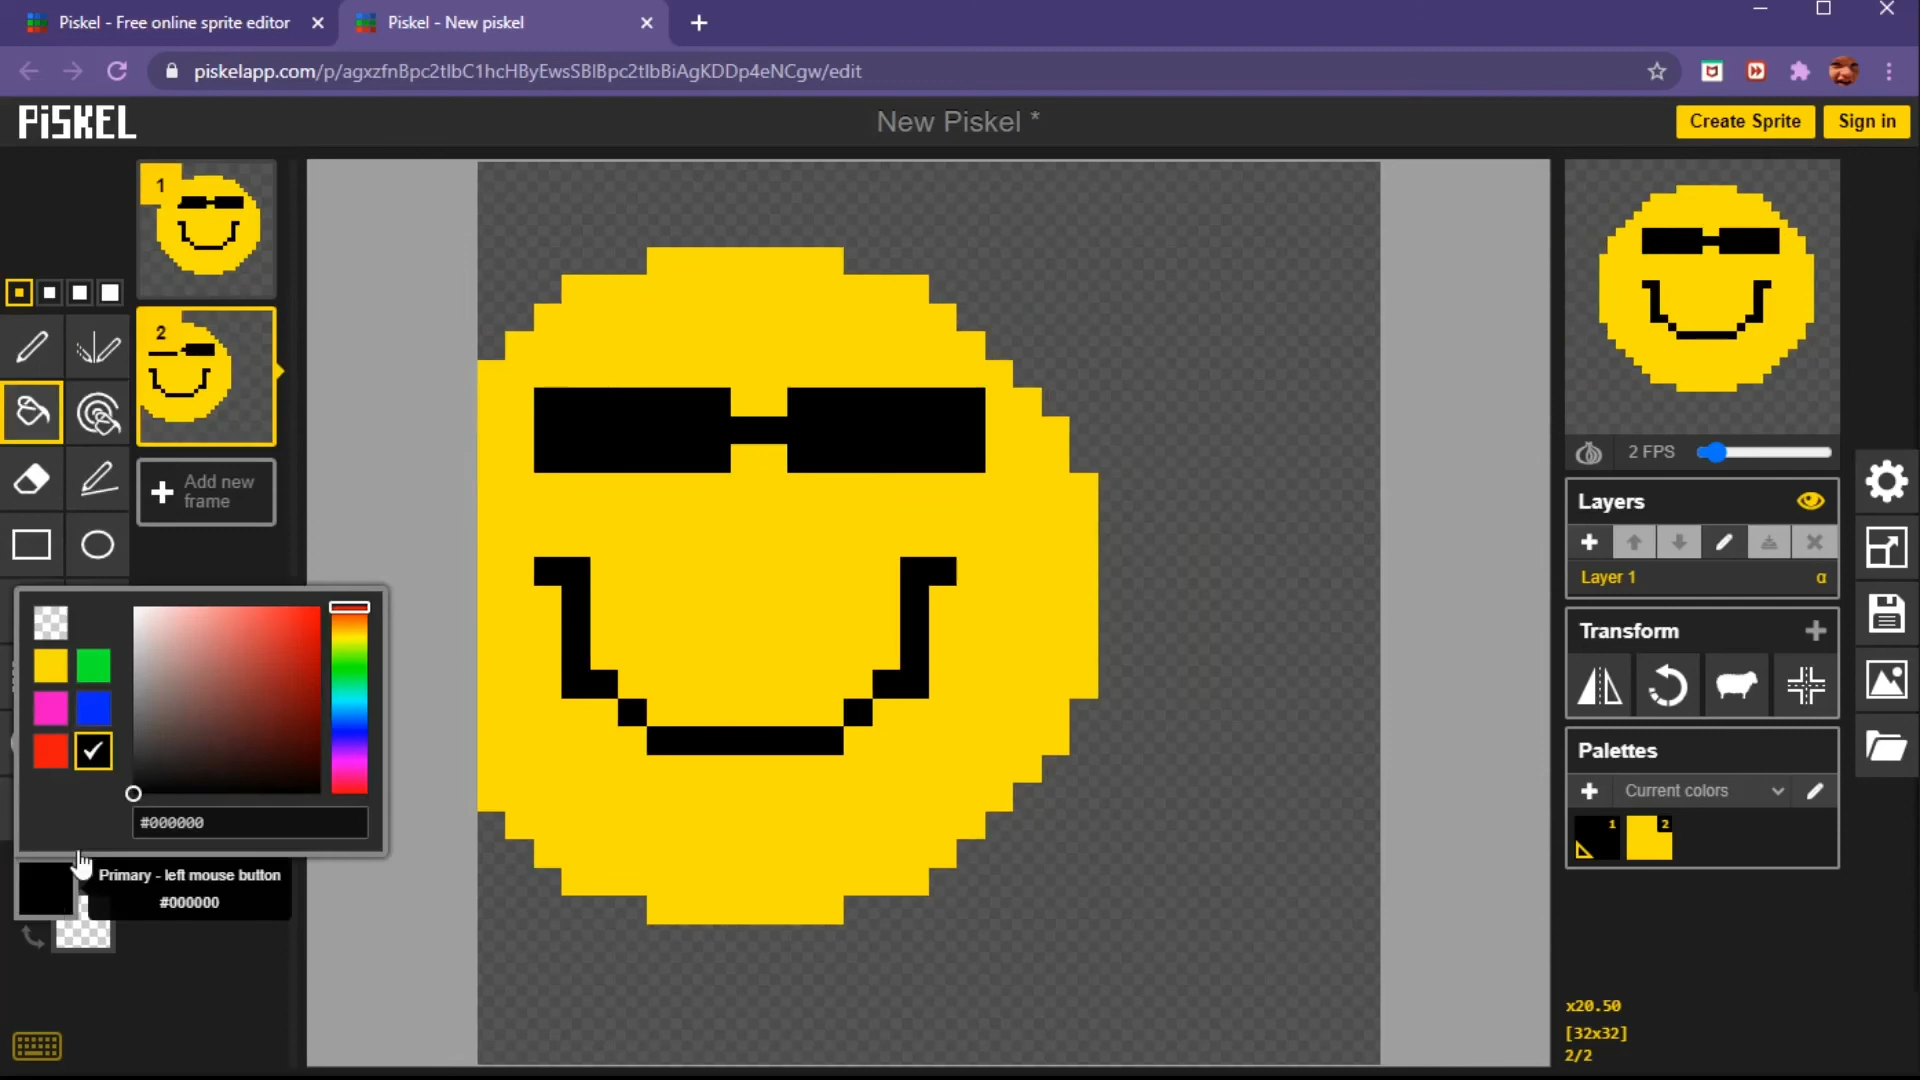 Piskel - Free online sprite editor
Piskel - New piskel
piskelapp.com/p/agxzfnBpc2tlbC1hcHByEwsSBlBpc2tlbBiAgKDDp4eNCgw/edit
PiSKEL
New Piskel *
Create Sprite
Sign in
1
2
Add new
frame
#000000
Primary - left mouse button
#000000
2 FPS
Layers
Layer 1
α
Transform
Palettes
Current colors
1
2
x20.50
[32x32]
2/2